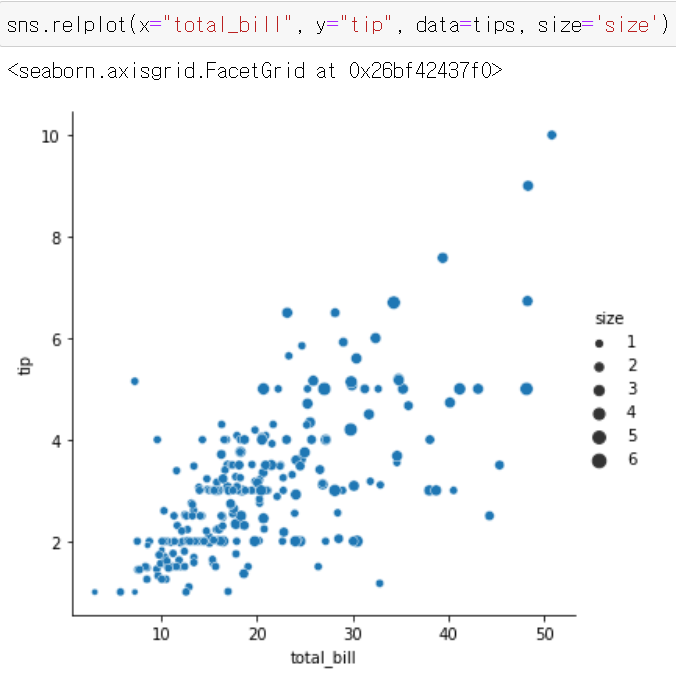 sns.relplot(x="total_bill", y="tip", data=tips, size='size')
<seaborn.axisgrid.FacetGrid at 0x26bf42437f0>
10
8
6
4
2
tip
10 20 30 40 50
total_bill
size
1
2
3
4
5
6